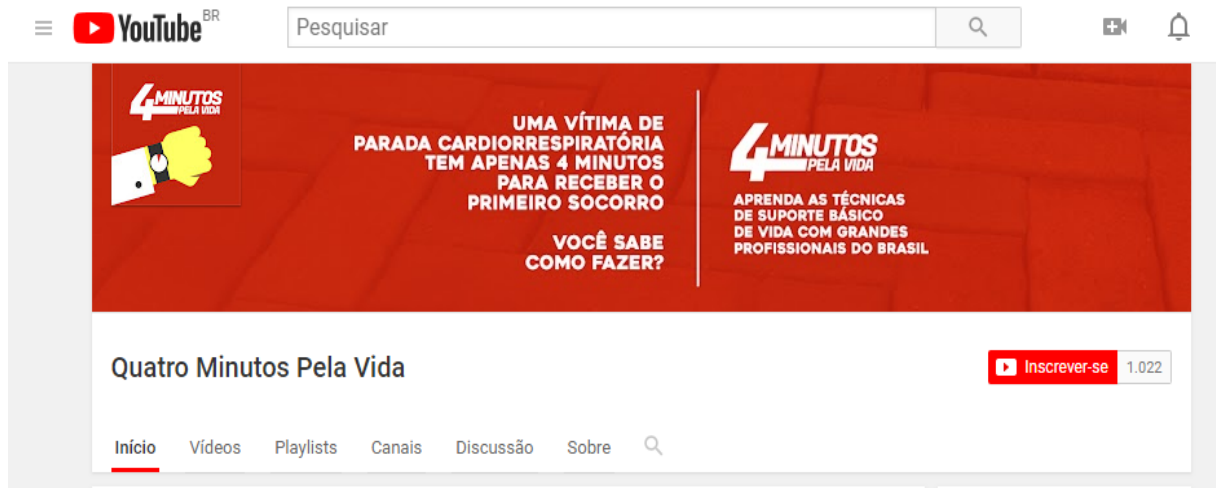 YouTube BR
Pesquisar
4 MINUTOS
PELA VIDA
UMA VÍTIMA DE
PARADA CARDIORRESPIRATÓRIA
TEM APENAS 4 MINUTOS
PARA RECEBER O
PRIMEIRO SOCORRO
VOCÊ SABE
COMO FAZER?
4 MINUTOS
PELA VIDA
APRENDA AS TÉCNICAS
DE SUPORTE BÁSICO
DE VIDA COM GRANDES
PROFISSIONAIS DO BRASIL
Quatro Minutos Pela Vida
Inscrever-se 1.022
Início Vídeos Playlists Canais Discussão Sobre